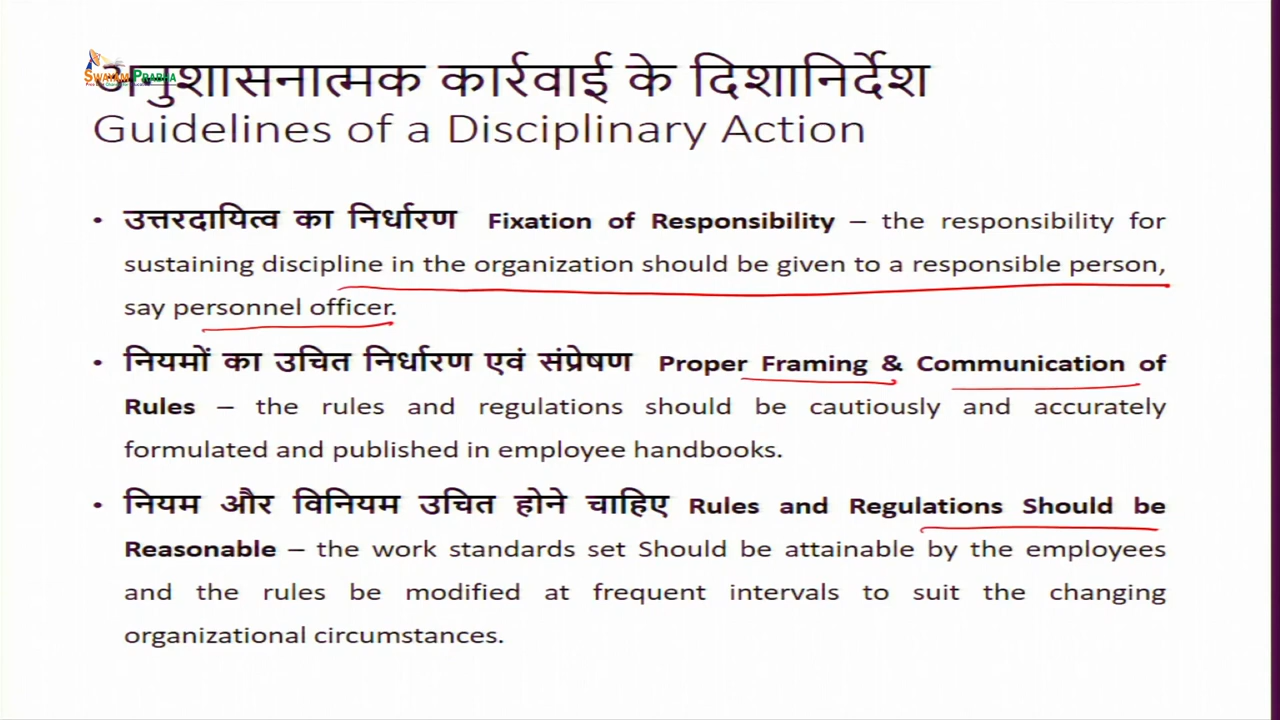 SWAYAM PRABHA
अनुशासनात्मक कार्रवाई के दिशानिर्देश
Guidelines of a Disciplinary Action
• उत्तरदायित्व का निर्धारण Fixation of Responsibility – the responsibility for
sustaining discipline in the organization should be given to a responsible person,
say personnel officer.
• नियमों का उचित निर्धारण एवं संप्रेषण Proper Framing & Communication of
Rules – the rules and regulations should be cautiously and accurately
formulated and published in employee handbooks.
• नियम और विनियम उचित होने चाहिए Rules and Regulations Should be
Reasonable – the work standards set Should be attainable by the employees
and the rules be modified at frequent intervals to suit the changing
organizational circumstances.